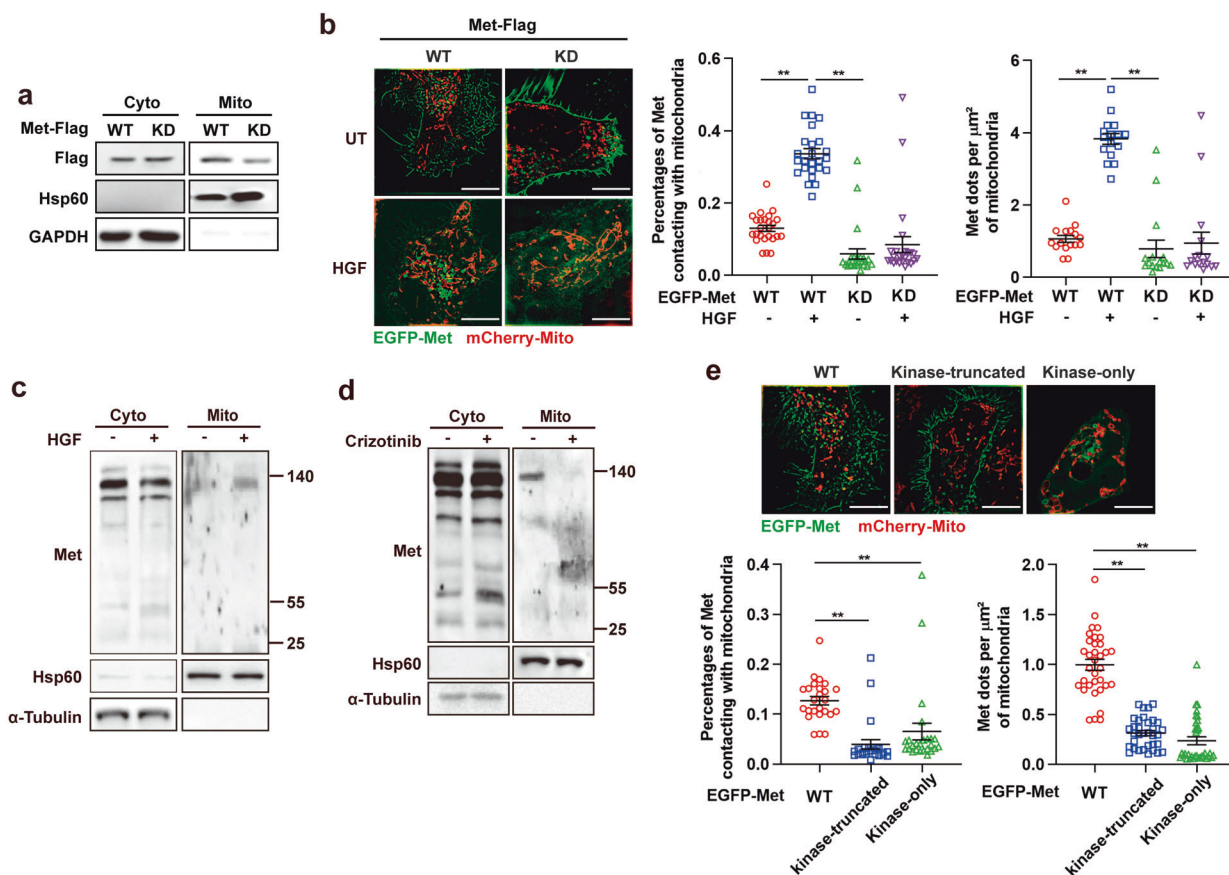 a
Cyto Mito
Met-Flag WT KD WT KD
Flag
Hsp60
GAPDH
b
Met-Flag
WT KD
UT
HGF
EGFP-Met mCherry-Mito
Percentages of Met
contacting with mitochondria
0.6
0.4
0.2
0.0
** **
EGFP-Met WT WT KD KD
HGF - + - +
Met dots per μm²
of mitochondria
6
4
2
0
** **
EGFP-Met WT WT KD KD
HGF - + - +
c
Cyto Mito
HGF - + - +
Met
140
55
25
Hsp60
α-Tubulin
d
Cyto Mito
Crizotinib - + - +
Met
140
55
25
Hsp60
α-Tubulin
e
WT Kinase-truncated Kinase-only
EGFP-Met mCherry-Mito
Percentages of Met
contacting with mitochondria
0.4
0.3
0.2
0.1
0.0
**
**
EGFP-Met WT kinase-truncated Kinase-only
Met dots per μm²
of mitochondria
2.0
1.5
1.0
0.5
0.0
**
**
EGFP-Met WT kinase-truncated Kinase-only